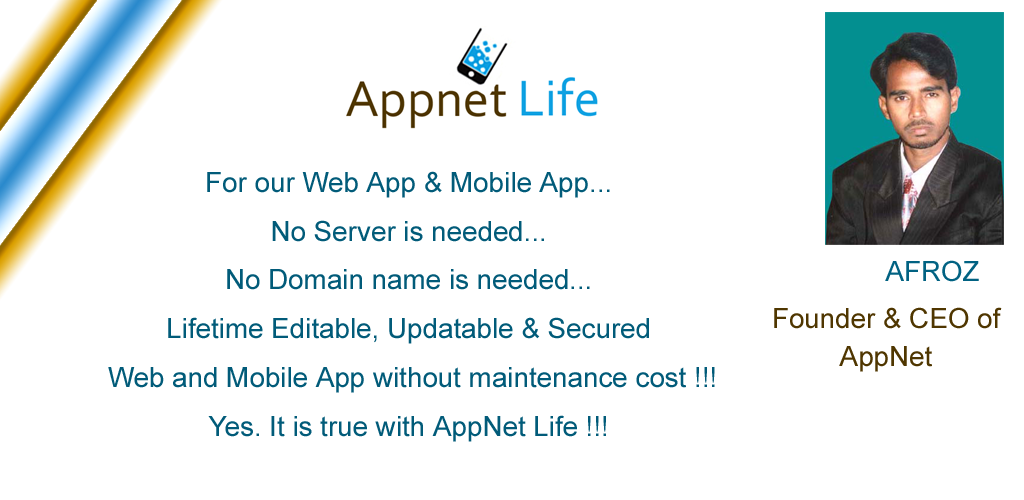 Appnet Life
For our Web App & Mobile App...
No Server is needed...
No Domain name is needed...
Lifetime Editable, Updatable & Secured
Web and Mobile App without maintenance cost !!!
Yes. It is true with AppNet Life !!!
AFROZ
Founder & CEO of
AppNet